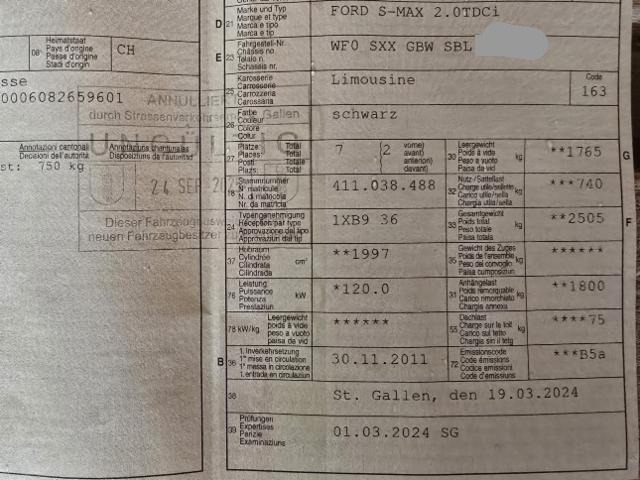 Marke und Typ
Marque et type
Marca e tipo
Marca e tip
D 21
FORD S-MAX 2.0TDCi
08
Heimatstaat
Pays d'origine
Paese d'origine
Stadi d'origin
CH
E 23
Fahrgestell-Nr.
Châssis no
Telaio n.
Schassis nr.
WF0 SXX GBW SBL
sse
0006082659601
25
Karosserie
Carrosserie
Carrozzeria
Carossaria
Limousine
Code
163
ANNULLIERT
durch Strassenverkehrs St. Gallen
26
Farbe
Couleur
Colore
Colur
schwarz
UNGÜLTIG
Annotazioni cantonali
Decisioni dell'autorità
Annotaziuns chantunalas
Disposiziuns da l'autoritad
st: 750 kg
27
Plätze: Total
Places: Total
Posti: Totale
Plazs: Total
7
(2
vorne)
avant)
anteriori)
davant)
30
Leergewicht
Poids à vide
Peso a vuoto
Paisa da vid
kg
**1765
G
24 SEP.
18
Stammnummer
N° matricule
N. di matricola
Nr. da matricla
411.038.488
32
Nutz-/Sattellast
Charge utile/sellette
Carico utile/sella
Chargia utila/sella
kg
***740
Dieser Fahrzeugausweis
neuen Fahrzeugbesitzer
24
Typengenehmigung
Réception par type
Approvazione del tipo
Approvaziun dal tip
1XB9 36
33
Gesamtgewicht
Poids total
Peso totale
Paisa totala
kg
**2505
F
37
Hubraum
Cylindrée
Cilindrata
Cilindrada
cm³
**1997
35
Gewicht des Zuges
Poids de l'ensemble
Peso del convoglio
Paisa cumposiziun
kg
******
76
Leistung
Puissance
Potenza
Prestaziun
kW
*120.0
31
Anhängelast
Poids remorquable
Carico rimorchiato
Chargia annexa
kg
**1800
78 kW/kg
Leergewicht
poids à vide
peso a vuoto
paisa da vid
******
55
Dachlast
Charge sur le toit
Carico sul tetto
Chargia sin il tetg
kg
****75
B 36
1. Inverkehrsetzung
1re mise en circulation
1a messa in circolazione
1. entrada en circulaziun
30.11.2011
72
Emissionscode
Code émissions
Codice emissioni
Code d'emissiuns
***B5a
38
St. Gallen, den 19.03.2024
39
Prüfungen
Expertises
Perizie
Examinaziuns
01.03.2024 SG